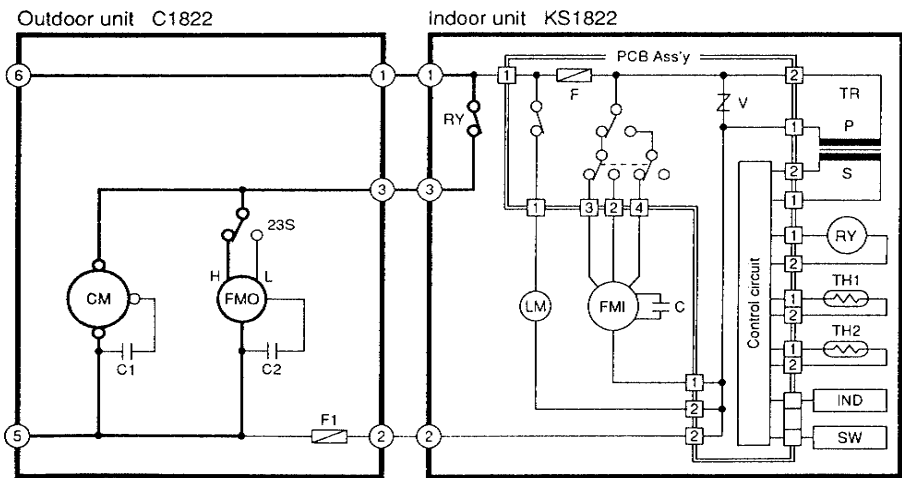 Outdoor unit C1822
Indoor unit KS1822
PCB Ass'y
6
1
1
1
F
2
TR
V
RY
1
P
2
S
1
3
3
23S
1
3
2
4
1
RY
2
H
L
CM
FMO
LM
FMI
C
Control circuit
1
TH1
2
C1
C2
1
TH2
2
1
IND
2
5
F1
2
2
2
SW